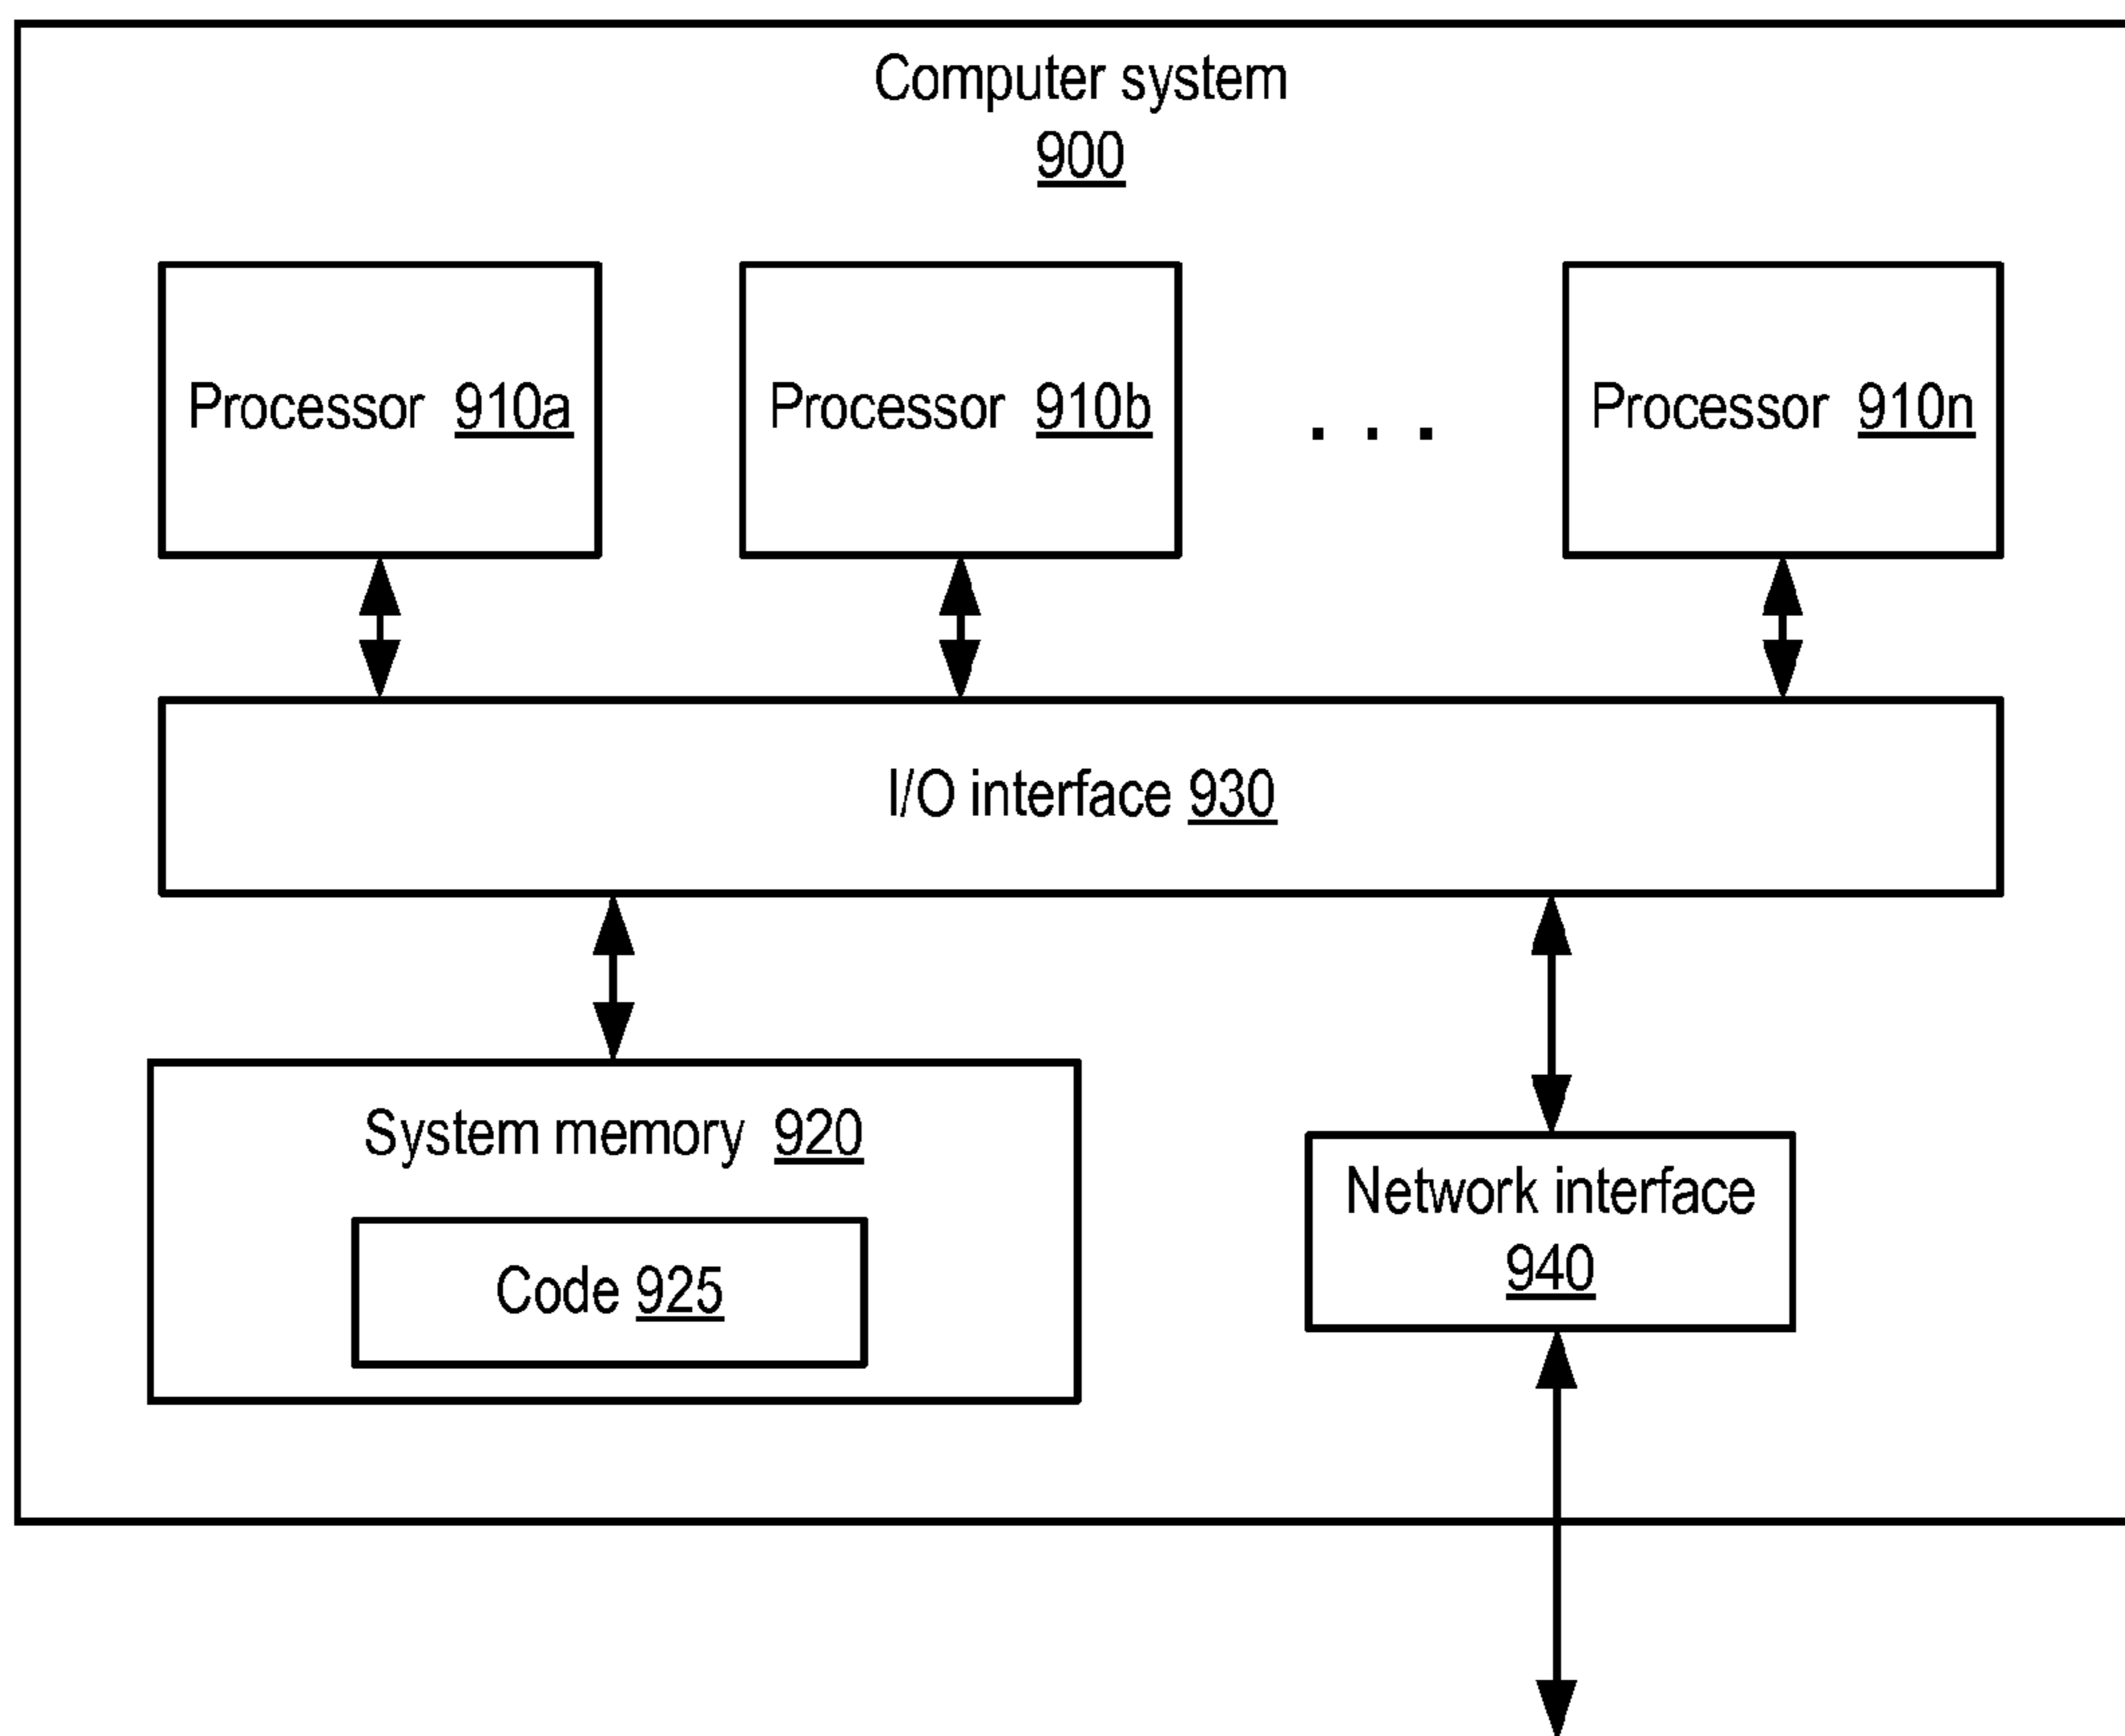 Computer system
900
Processor 910a
Processor 910b
. . .
Processor 910n
I/O interface 930
System memory 920
Code 925
Network interface
940